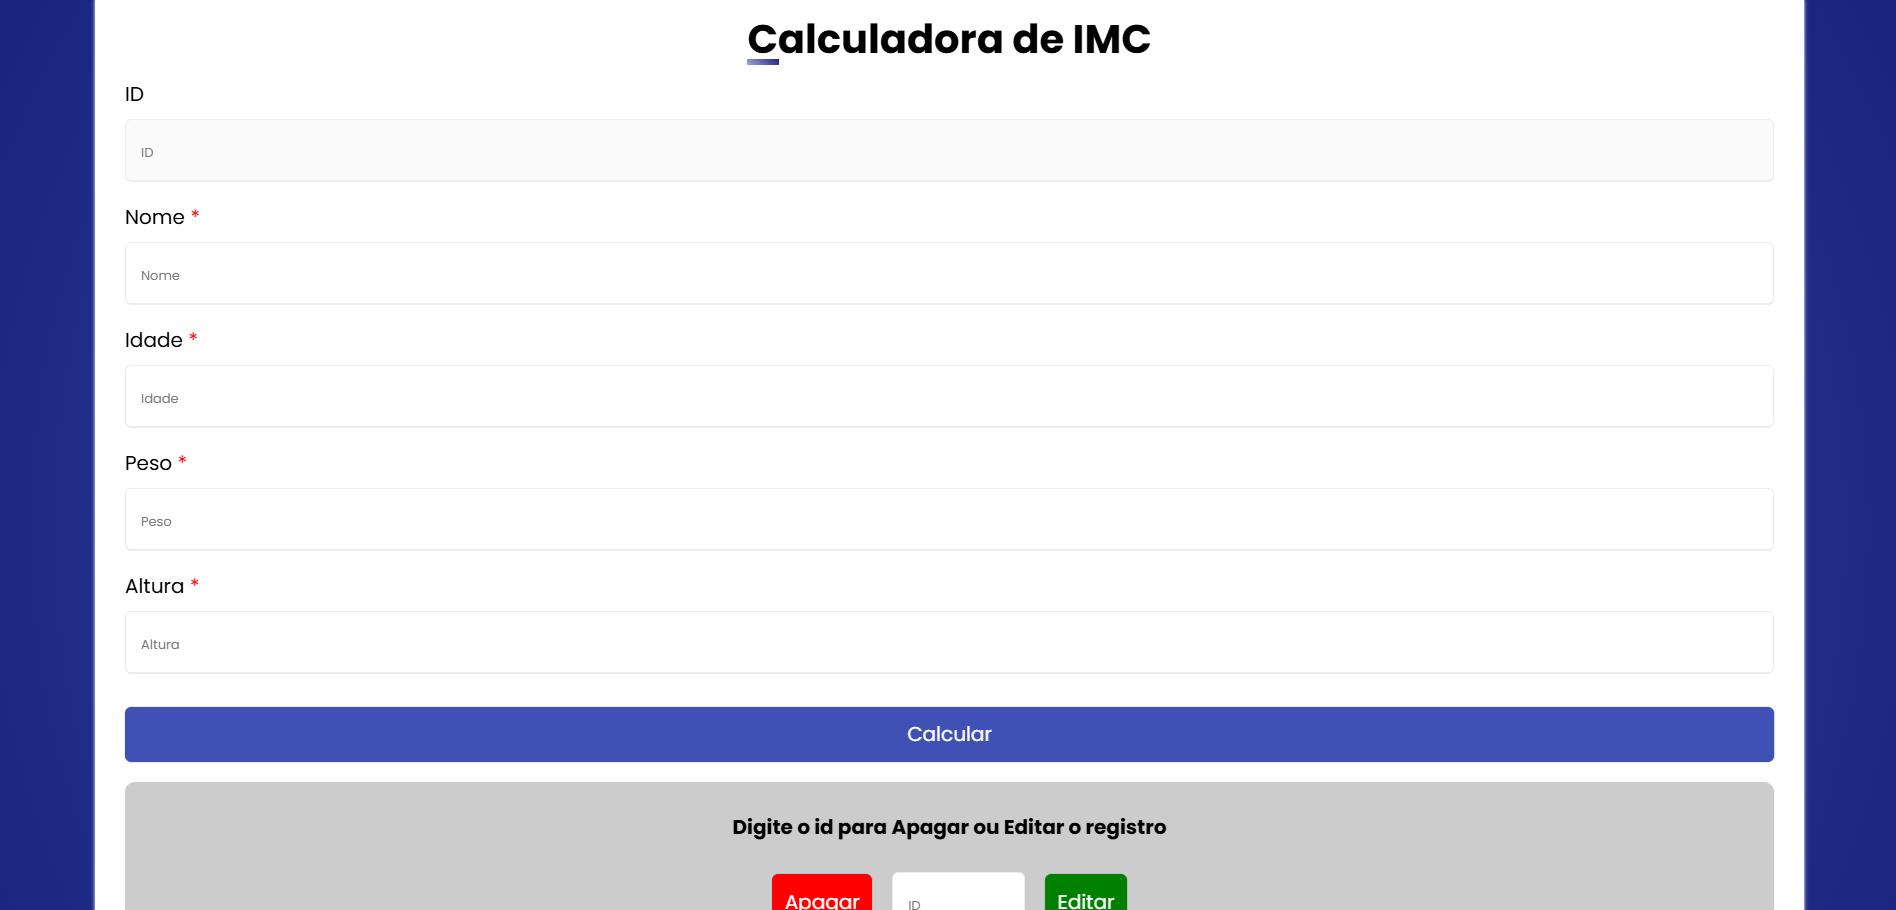 Calculadora de IMC
ID
ID
Nome *
Nome
Idade *
Idade
Peso *
Peso
Altura *
Altura
Calcular
Digite o id para Apagar ou Editar o registro
Apagar ID Editar